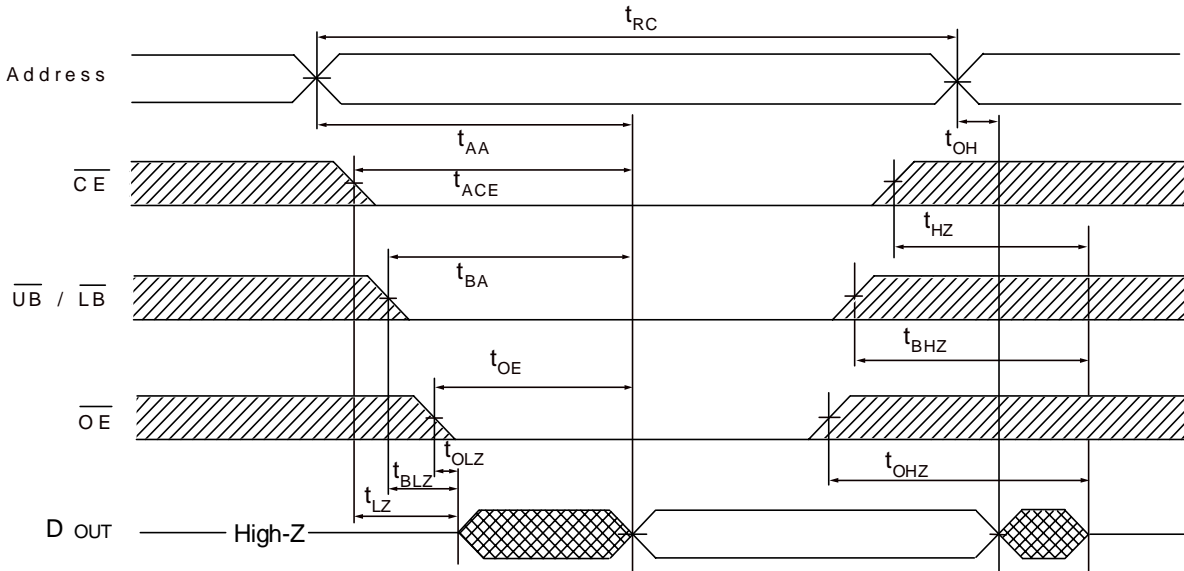 tRC
Address
tAA
tOH
CE
tACE
tHZ
tBA
UB / LB
tBHZ
tOE
OE
tOLZ
tBLZ
tOHZ
tLZ
D OUT
High-Z